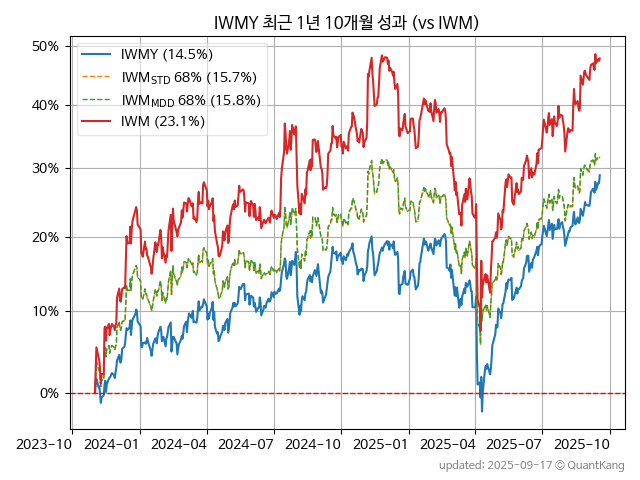 IWMY 최근 1년 10개월 성과 (vs IWM)
50%
40%
30%
20%
10%
0%
IWMY (14.5%)
IWM_STD 68% (15.7%)
IWM_MDD 68% (15.8%)
IWM (23.1%)
2023-10 2024-01 2024-04 2024-07 2024-10 2025-01 2025-04 2025-07 2025-10
updated: 2025-09-17 © QuantKang